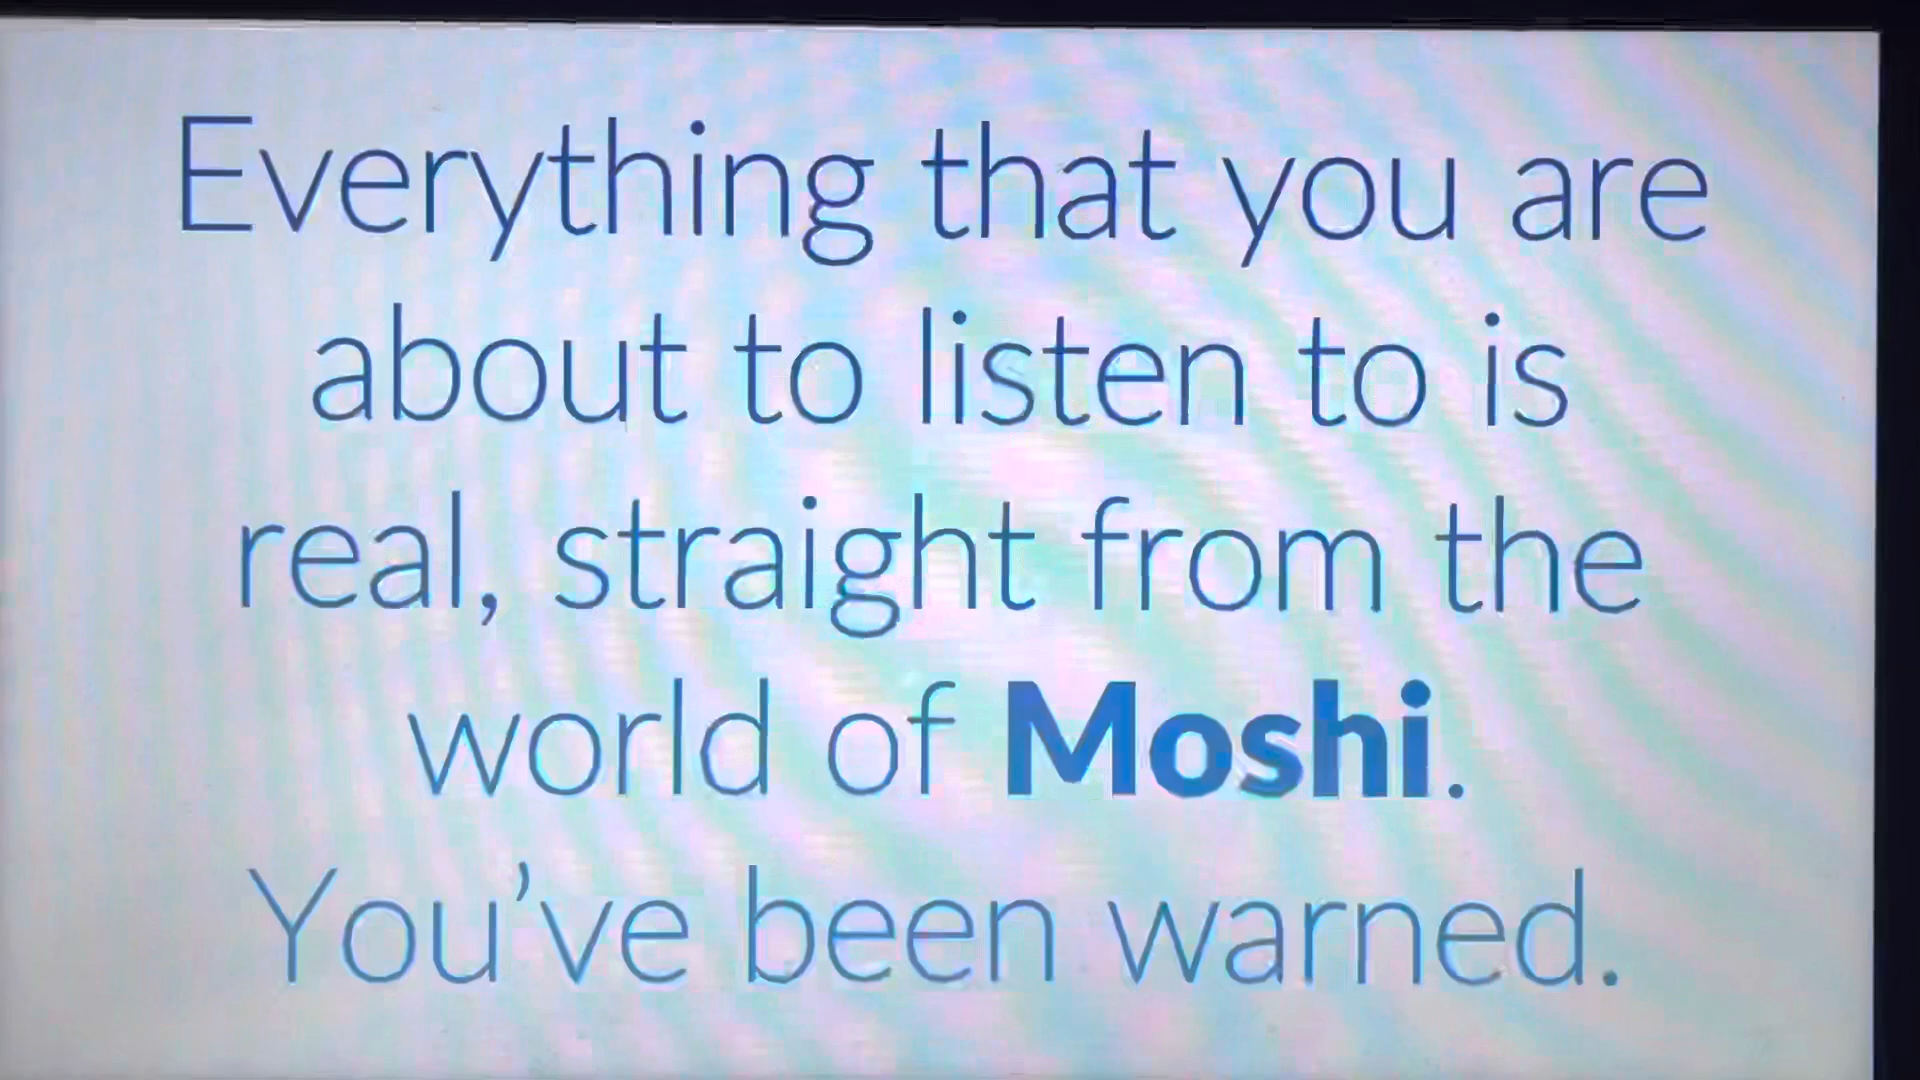 Everything that you are
about to listen to is
real, straight from the
world of Moshi.
You’ve been warned.